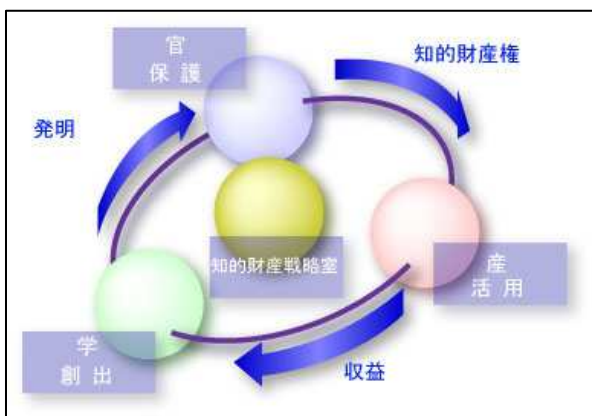 官
保 護
知的財産権
発明
知的財産戦略室
産
活 用
学
創 出
収益